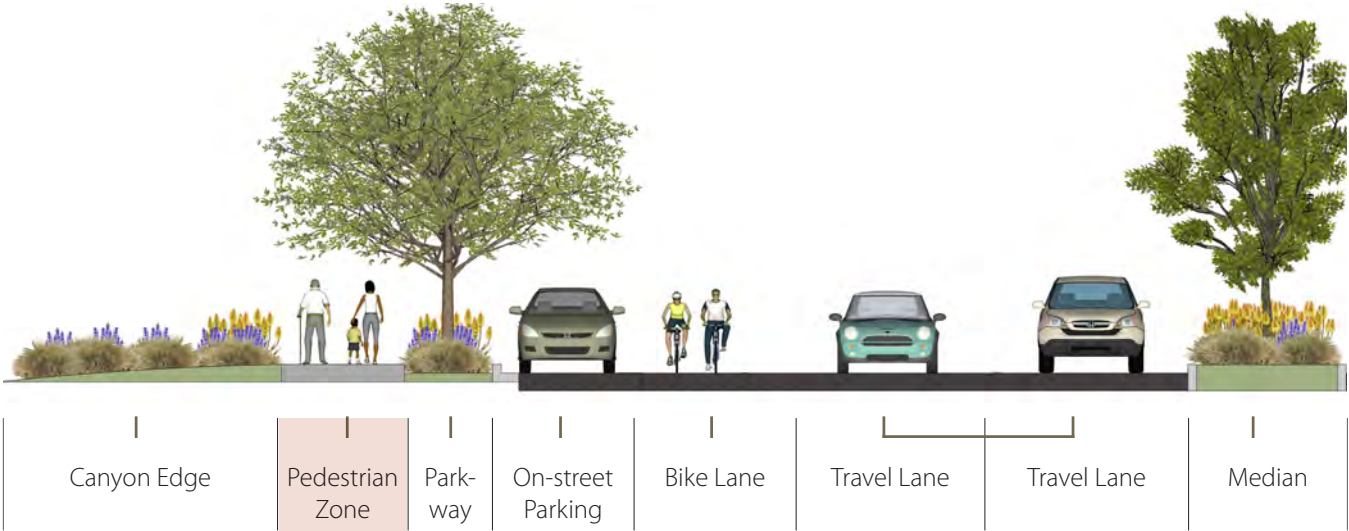 Canyon Edge
Pedestrian
Zone
Park-
way
On-street
Parking
Bike Lane
Travel Lane
Travel Lane
Median